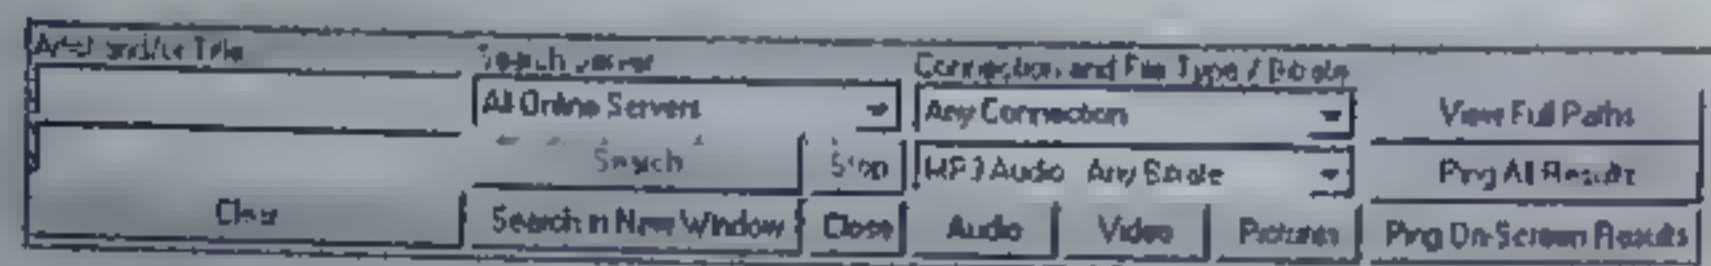 Artist and/or Title
Search server
Connection and File Type / Bitrate
All Online Servers
Any Connection
View Full Paths
Search
Stop
MP3 Audio Any Bitrate
Ping All Results
Clear
Search in New Window
Close
Audio
Video
Pictures
Ping On-Screen Results